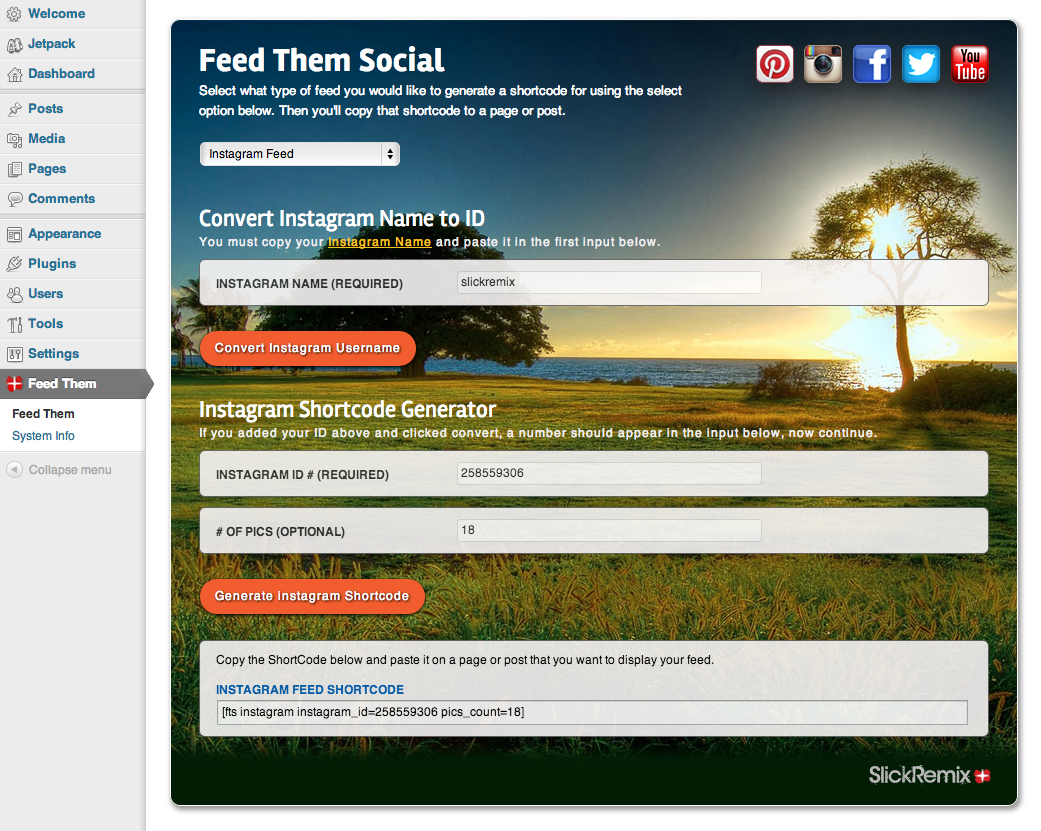 Welcome
Jetpack
Dashboard
Posts
Media
Pages
Comments
Appearance
Plugins
Users
Tools
Settings
Feed Them
Feed Them
System Info
Collapse menu
Feed Them Social
Select what type of feed you would like to generate a shortcode for using the select
option below. Then you'll copy that shortcode to a page or post.
You
Tube
Instagram Feed
Convert Instagram Name to ID
You must copy your Instagram Name and paste it in the first input below.
INSTAGRAM NAME (REQUIRED)
slickremix
Convert Instagram Username
Instagram Shortcode Generator
If you added your ID above and clicked convert, a number should appear in the input below, now continue.
INSTAGRAM ID # (REQUIRED)
258559306
# OF PICS (OPTIONAL)
18
Generate instagram Shortcode
Copy the ShortCode below and paste it on a page or post that you want to display your feed.
INSTAGRAM FEED SHORTCODE
[fts instagram instagram_id=258559306 pics_count=18]
SlickRemix